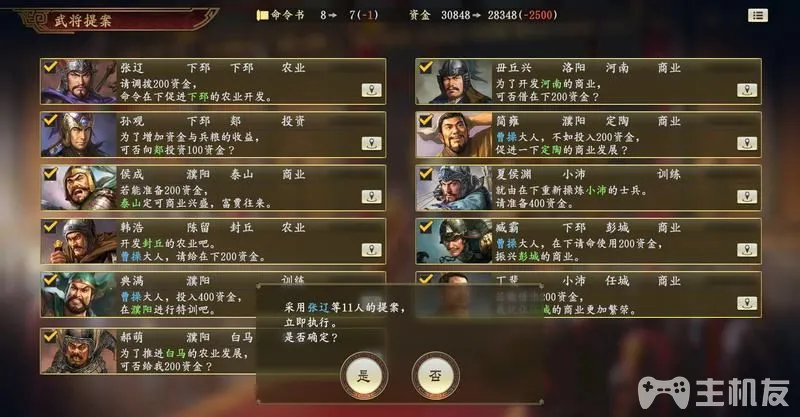 武将提案
命令书 8→ 7(-1) 资金 30848→28348(-2500)
张辽 下邳 下邳 农业
请调拨200资金，
命令在下促进下邳的农业开发。
毌丘兴 洛阳 河南 商业
为了开发河南的商业，
可否借在下200资金？
孙观 下邳 郯 投资
为了增加资金与兵粮的收益，
可否向郯投资100资金？
简雍 濮阳 定陶 商业
曹操大人，不如投入200资金，
促进一下定陶的商业发展？
侯成 濮阳 泰山 商业
若能准备200资金，
泰山定可商业兴盛，富贾往来。
夏侯渊 小沛 训练
就由在下重新操练小沛的士兵。
请准备400资金。
韩浩 陈留 封丘 农业
开发封丘的农业吧。
曹操大人，请给在下200资金。
臧霸 下邳 彭城 商业
曹操大人，在下请命使用200资金，
振兴彭城的商业。
典满 濮阳 训练
曹操大人，投入400资金，
在濮阳进行特训吧。
丁斐 小沛 任城 商业
200资金，
城的商业更加繁荣。
郝萌 濮阳 白马 农业
为了推进白马的农业发展，
可否给我200资金？
采用张辽等11人的提案，
立即执行。
是否确定？
是 否
主机友